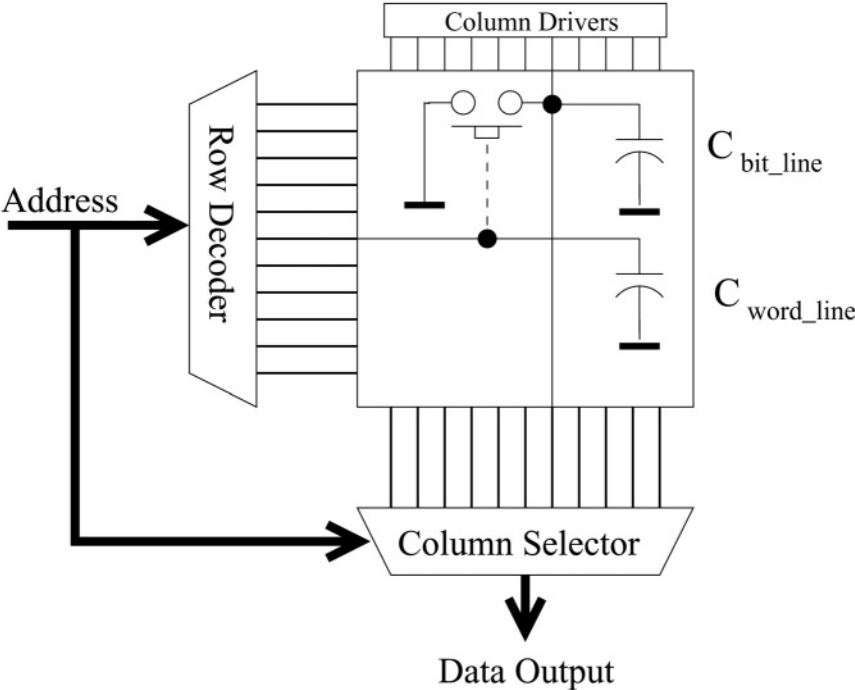 Column Drivers
Row Decoder
Address
C bit_line
C word_line
Column Selector
Data Output